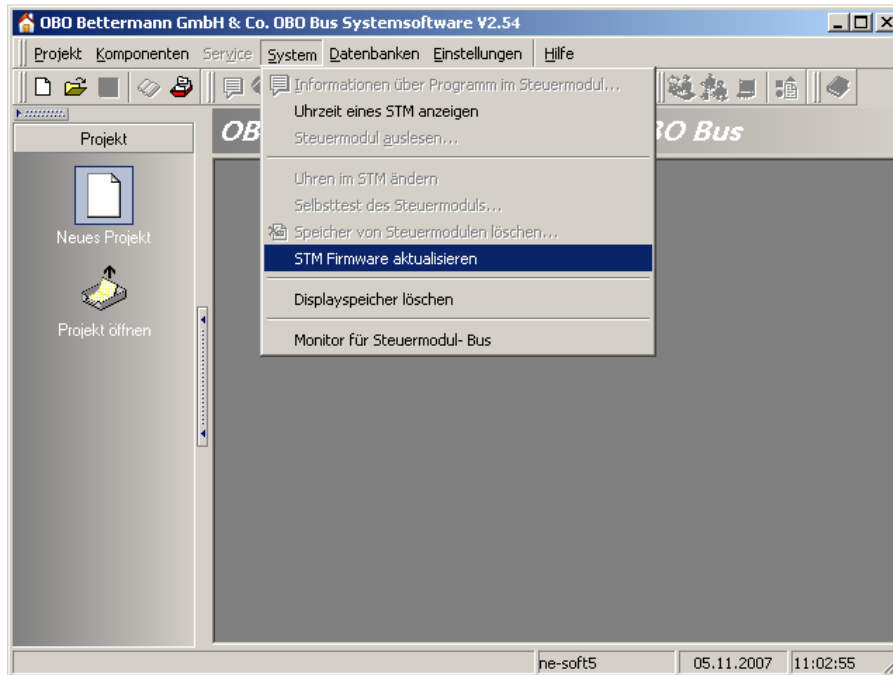 OBO Bettermann GmbH & Co. OBO Bus Systemsoftware V2.54
Projekt Komponenten Service System Datenbanken Einstellungen Hilfe
Informationen über Programm im Steuermodul...
Uhrzeit eines STM anzeigen
Steuermodul auslesen...
Uhren im STM ändern
Selbsttest des Steuermoduls...
Speicher von Steuermodulen löschen...
STM Firmware aktualisieren
Displayspeicher löschen
Monitor für Steuermodul- Bus
Projekt
OB
BO Bus
Neues Projekt
Projekt öffnen
ne-soft5 05.11.2007 11:02:55